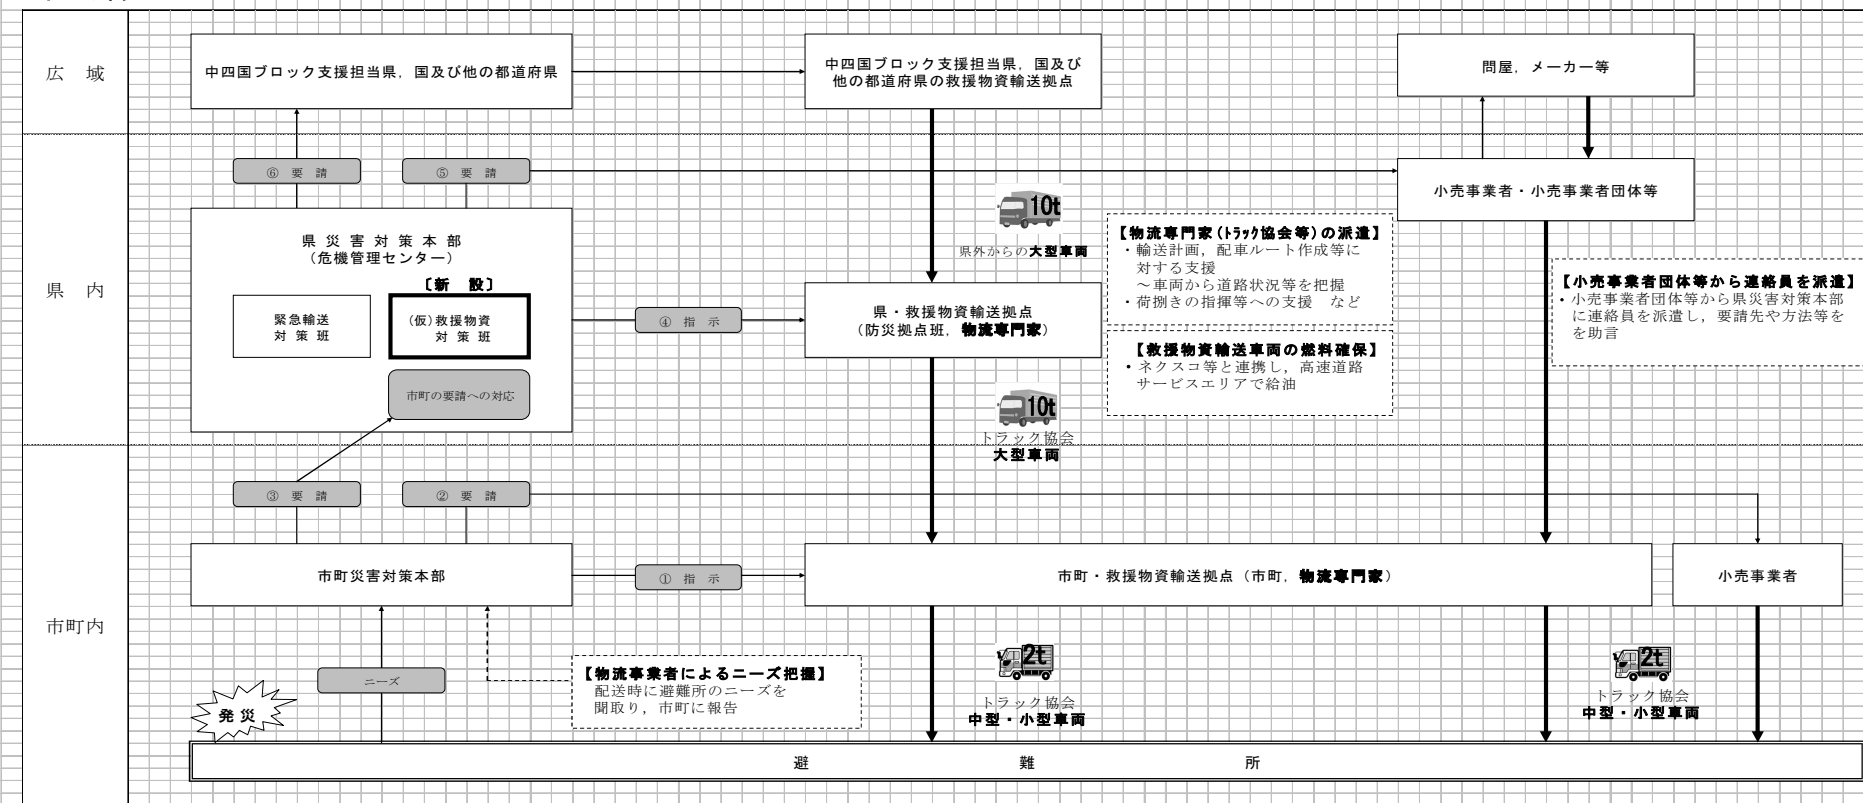 広　域
中四国ブロック支援担当県，国及び他の都道府県
中四国ブロック支援担当県，国及び
他の都道府県の救援物資輸送拠点
問屋，メーカー等
⑥ 要 請
⑤ 要 請
小売事業者・小売事業者団体等
県 災 害 対 策 本 部
（危機管理センター）
〔新　設〕
緊急輸送
対 策 班
（仮）救援物資
対 策 班
市町の要請への対応
県　内
④ 指 示
10t
県外からの大型車両
県・救援物資輸送拠点
（防災拠点班，物流専門家）
【物流専門家（ﾄﾗｯｸ協会等）の派遣】
・輸送計画，配車ルート作成等に
対する支援
～車両から道路状況等を把握
・荷捌きの指揮等への支援　など
【救援物資輸送車両の燃料確保】
・ネクスコ等と連携し，高速道路
サービスエリアで給油
【小売事業者団体等から連絡員を派遣】
・小売事業者団体等から県災害対策本部
に連絡員を派遣し，要請先や方法等を
を助言
10t
トラック協会
大型車両
③ 要 請
② 要 請
市町災害対策本部
① 指 示
市町・救援物資輸送拠点（市町，物流専門家）
小売事業者
市町内
ニーズ
発災
【物流事業者によるニーズ把握】
配送時に避難所のニーズを
聞取り，市町に報告
2t
トラック協会
中型・小型車両
2t
トラック協会
中型・小型車両
避　難　所